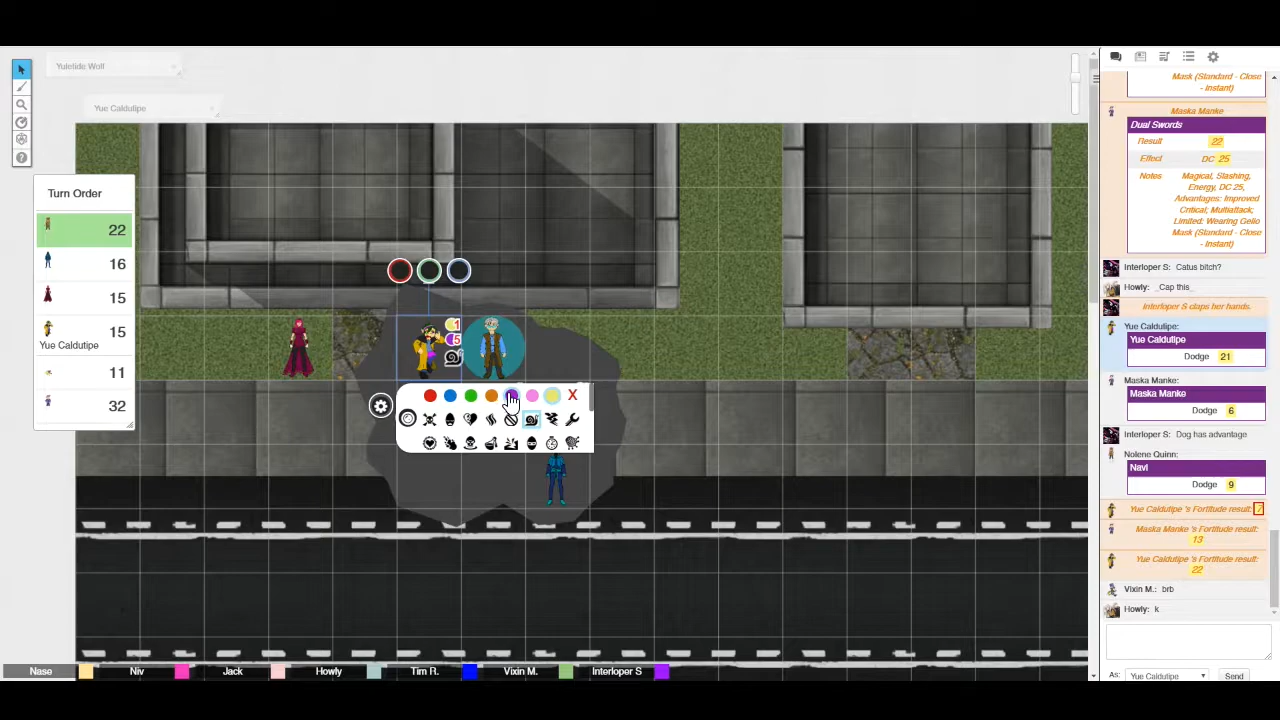 Yuletide Wolf
Yue Caldutipe
Turn Order
22
16
15
15
Yue Caldutipe
11
32
1
5
X
Mask (Standard - Close
- Instant)
Maska Manke
Dual Swords
Result 22
Effect DC 25
Notes Magical, Slashing,
Energy, DC 25,
Advantages: Improved
Critical, Multiattack,
Limited: Wearing Gelio
Mask (Standard - Close
- Instant)
Interloper S: Catus bitch?
Howly: _Cap this_
Interloper S claps her hands.
Yue Caldutipe:
Yue Caldutipe
Dodge 21
Maska Manke:
Maska Manke
Dodge 6
Interloper S: Dog has advantage
Nolene Quinn:
Navi
Dodge 9
Yue Caldutipe 's Fortitude result: 7
Maska Manke 's Fortitude result:
13
Yue Caldutipe 's Fortitude result:
22
Vixin M.: brb
Howly: k
As: Yue Caldutipe Send
Nase Niv Jack Howly Tim R. Vixin M. Interloper S